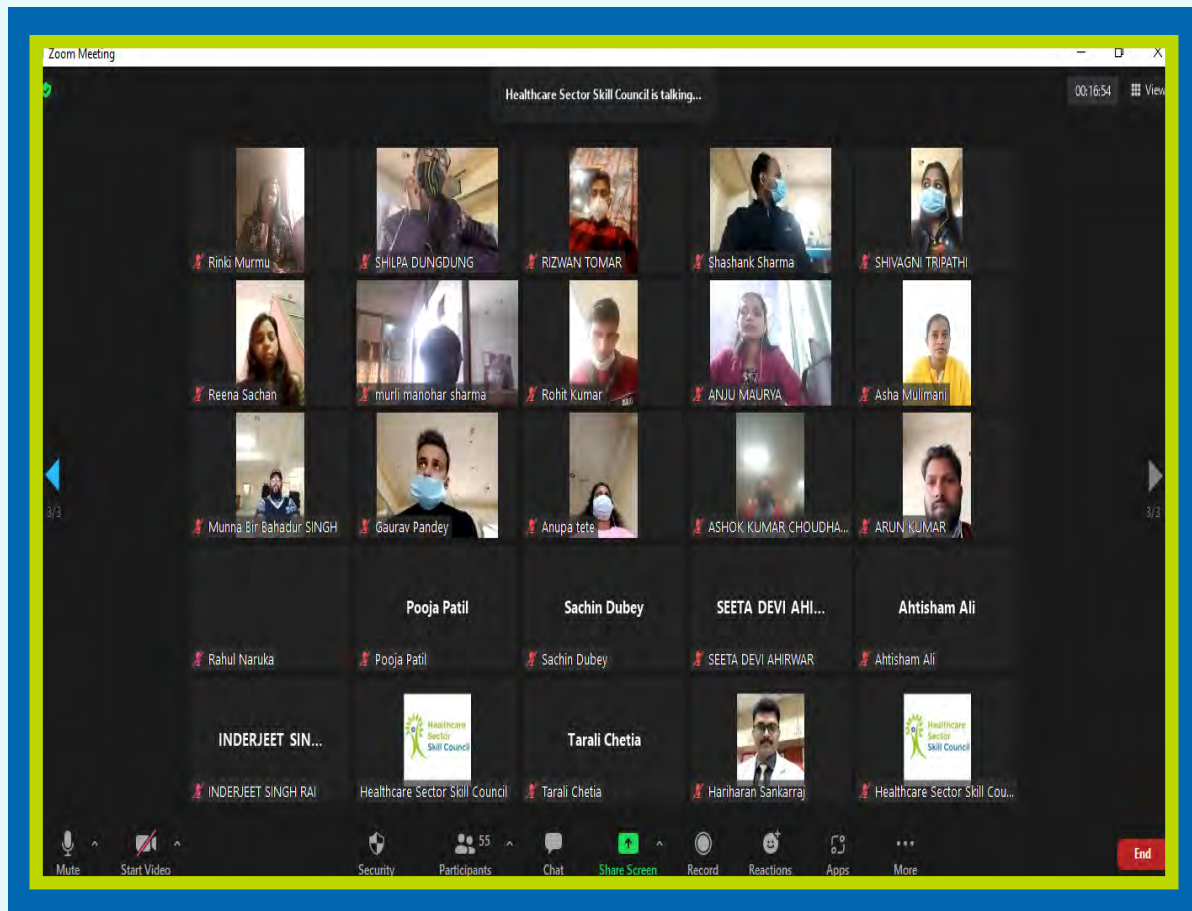 Zoom Meeting
Healthcare Sector Skill Council is talking...
00:16:54 View
Rinki Murmu
SHILPA DUNGDUNG
RIZWAN TOMAR
Shashank Sharma
SHIVAGNI TRIPATHI
Reena Sachan
murli manohar sharma
Rohit Kumar
ANJU MAURYA
Asha Mulimani
3/3
3/3
Munna Bir Bahadur SINGH
Gaurav Pandey
Anupa tete
ASHOK KUMAR CHOUDHA...
ARUN KUMAR
Pooja Patil
Sachin Dubey
SEETA DEVI AHI...
Ahtisham Ali
Rahul Naruka
Pooja Patil
Sachin Dubey
SEETA DEVI AHIRWAR
Ahtisham Ali
INDERJEET SIN...
Healthcare
Sector
Skill Council
Tarali Chetia
Healthcare
Sector
Skill Council
INDERJEET SINGH RAI
Healthcare Sector Skill Council
Tarali Chetia
Hariharan Sankarraj
Healthcare Sector Skill Cou...
55
Mute
Start Video
Security
Participants
Chat
Share Screen
Record
Reactions
Apps
More
End